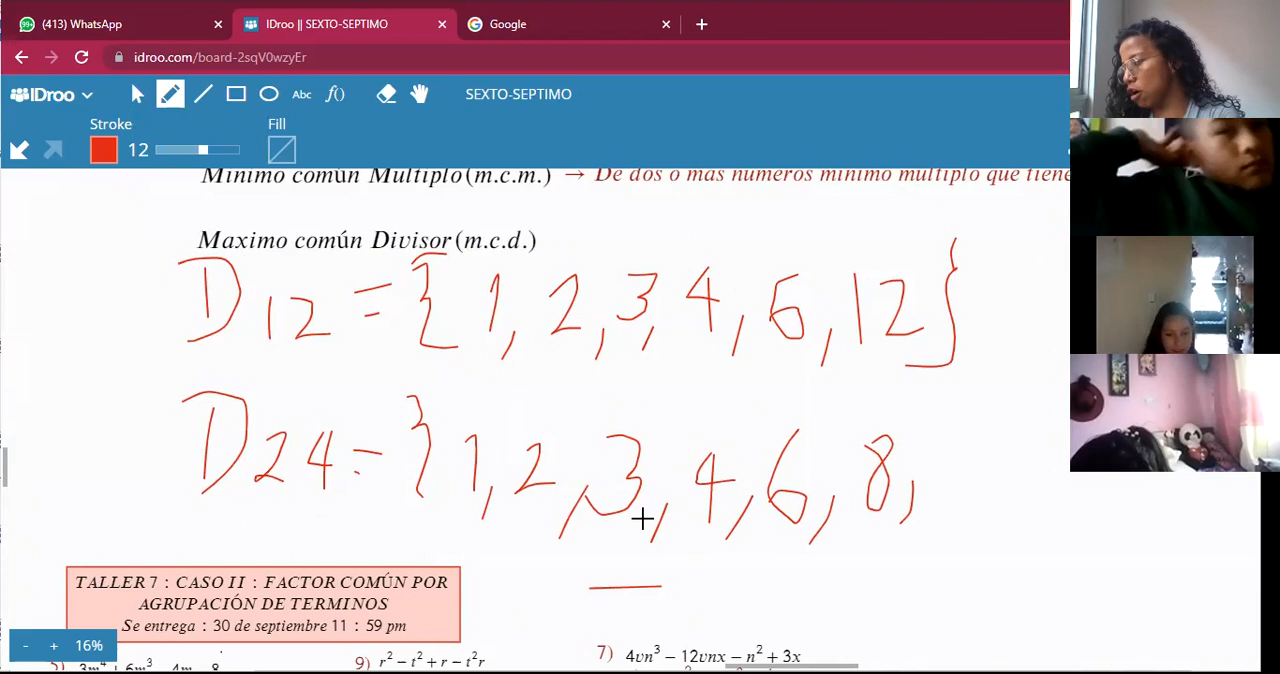 (413) WhatsApp
IDroo || SEXTO-SEPTIMO
Google
idroo.com/board-2sqV0wzyEr
IDroo
Abc
f()
SEXTO-SEPTIMO
Stroke
Fill
12
Minimo común Multiplo(m.c.m.) → De dos o mas numeros minimo multiplo que tiene
Maximo común Divisor(m.c.d.)
D12 = {1, 2, 3, 4, 6, 12}
D24 = {1, 2, 3, 4, 6, 8,
TALLER 7 : CASO II : FACTOR COMÚN POR
AGRUPACIÓN DE TERMINOS
Se entrega : 30 de septiembre 11 : 59 pm
- + 16%
9) r² − t² + r − t²r
7) 4vn³ − 12vnx − n² + 3x